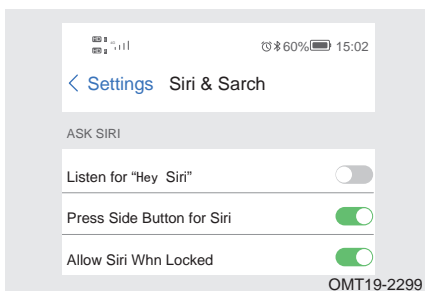 60% 15:02
Settings Siri & Sarch
ASK SIRI
Listen for “Hey Siri”
Press Side Button for Siri
Allow Siri Whn Locked
OMT19-2299